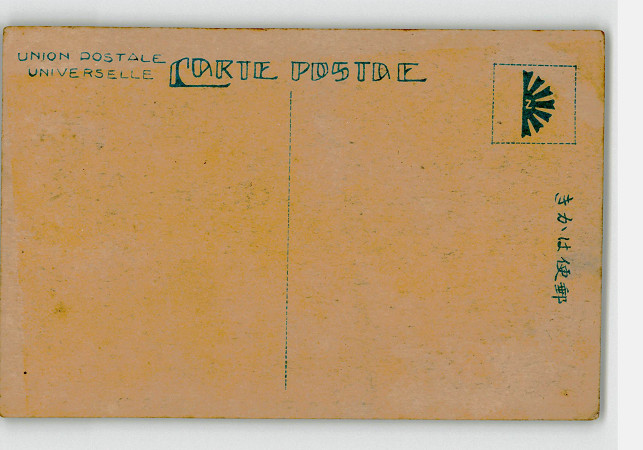 UNION POSTALE
UNIVERSELLE
CARTE POSTALE
Z
きかは便郵